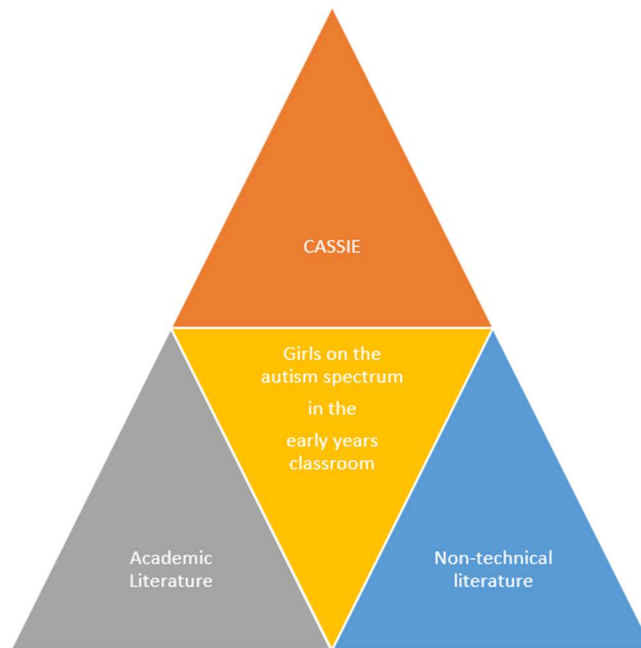 CASSIE
Girls on the
autism spectrum
in the
early years
classroom
Academic
Literature
Non-technical
literature